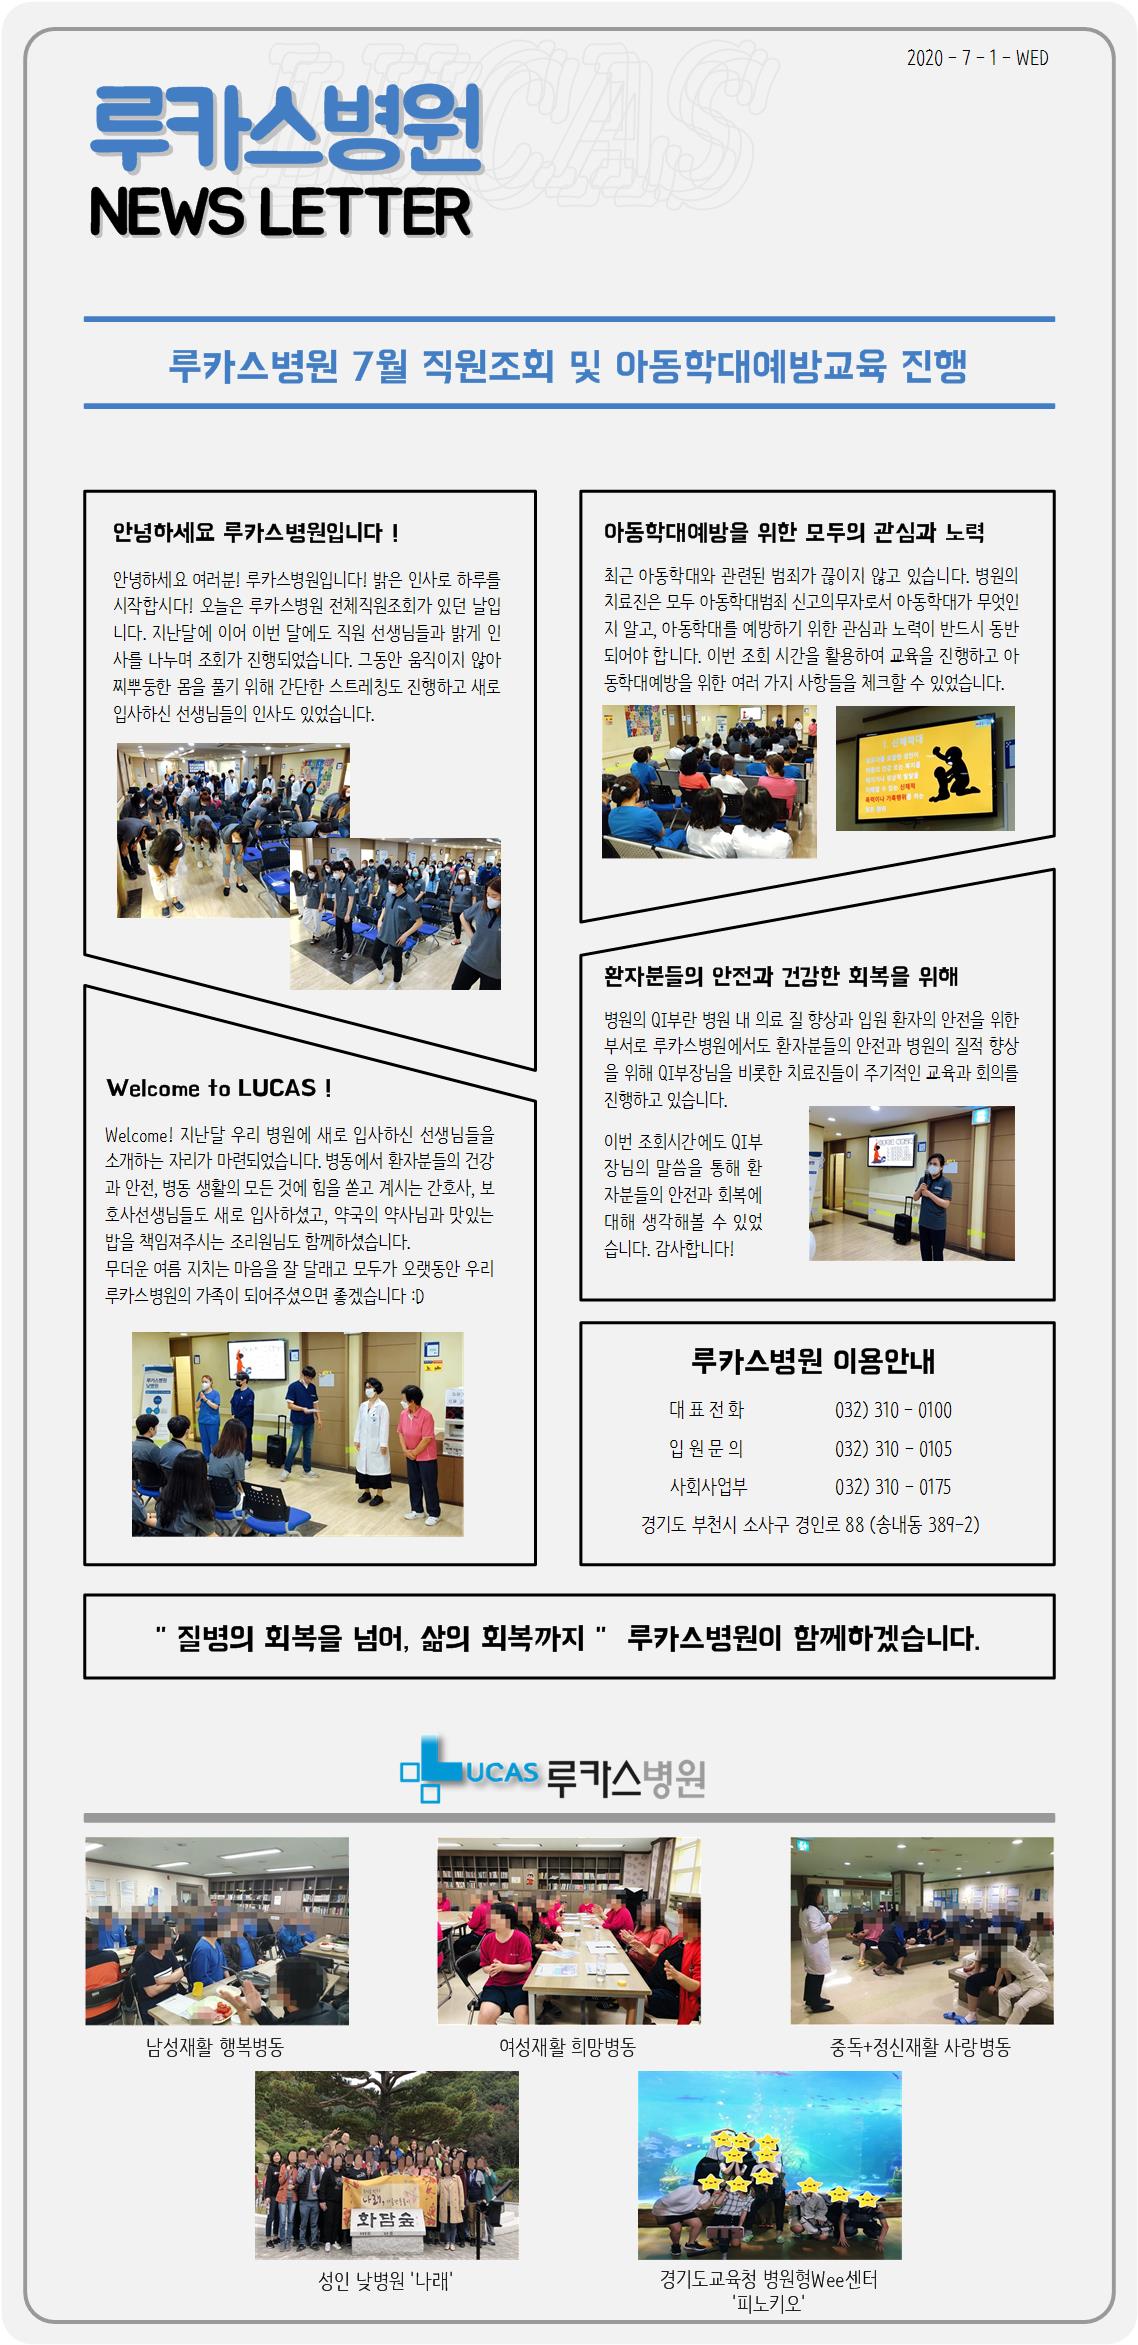 2020 - 7 - 1 - WED
LUCAS
루카스병원
NEWS LETTER
루카스병원 7월 직원조회 및 아동학대예방교육 진행
안녕하세요 루카스병원입니다 !
안녕하세요 여러분! 루카스병원입니다! 밝은 인사로 하루를
시작합시다! 오늘은 루카스병원 전체직원조회가 있던 날입
니다. 지난달에 이어 이번 달에도 직원 선생님들과 밝게 인
사를 나누며 조회가 진행되었습니다. 그동안 움직이지 않아
찌뿌둥한 몸을 풀기 위해 간단한 스트레칭도 진행하고 새로
입사하신 선생님들의 인사도 있었습니다.
Welcome to LUCAS !
Welcome! 지난달 우리 병원에 새로 입사하신 선생님들을
소개하는 자리가 마련되었습니다. 병동에서 환자분들의 건강
과 안전, 병동 생활의 모든 것에 힘을 쏟고 계시는 간호사, 보
호사선생님들도 새로 입사하셨고, 약국의 약사님과 맛있는
밥을 책임져주시는 조리원님도 함께하셨습니다.
무더운 여름 지치는 마음을 잘 달래고 모두가 오랫동안 우리
루카스병원의 가족이 되어주셨으면 좋겠습니다 :D
루카스병원
낮병원
아동학대예방을 위한 모두의 관심과 노력
최근 아동학대와 관련된 범죄가 끊이지 않고 있습니다. 병원의
치료진은 모두 아동학대범죄 신고의무자로서 아동학대가 무엇인
지 알고, 아동학대를 예방하기 위한 관심과 노력이 반드시 동반
되어야 합니다. 이번 조회 시간을 활용하여 교육을 진행하고 아
동학대예방을 위한 여러 가지 사항들을 체크할 수 있었습니다.
1. 신체학대
신체적
폭력이나 가혹행위를 하는
환자분들의 안전과 건강한 회복을 위해
병원의 QI부란 병원 내 의료 질 향상과 입원 환자의 안전을 위한
부서로 루카스병원에서도 환자분들의 안전과 병원의 질적 향상
을 위해 QI부장님을 비롯한 치료진들이 주기적인 교육과 회의를
진행하고 있습니다.
이번 조회시간에도 QI부
장님의 말씀을 통해 환
자분들의 안전과 회복에
대해 생각해볼 수 있었
습니다. 감사합니다!
루카스병원 이용안내
대 표 전 화 032) 310 - 0100
입 원 문 의 032) 310 - 0105
사회사업부 032) 310 - 0175
경기도 부천시 소사구 경인로 88 (송내동 389-2)
" 질병의 회복을 넘어, 삶의 회복까지 " 루카스병원이 함께하겠습니다.
LUCAS 루카스병원
남성재활 행복병동
여성재활 희망병동
중독+정신재활 사랑병동
나래,
화담숲
성인 낮병원 '나래'
경기도교육청 병원형Wee센터
'피노키오'